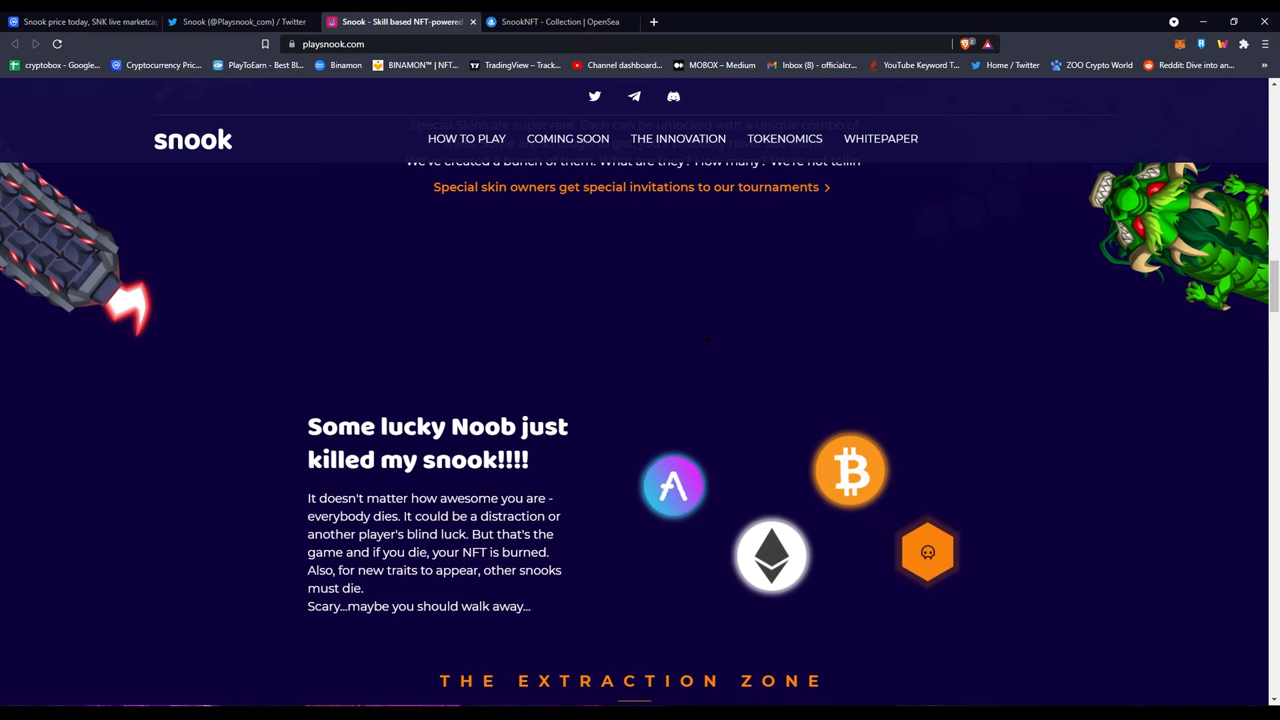 Snook price today, SNK live marketca
Snook (@Playsnook_com) / Twitter
Snook - Skill based NFT-powered
SnookNFT - Collection | OpenSea
playsnook.com
cryptobox - Google...
Cryptocurrency Pric...
PlayToEarn - Best Bl...
Binamon
BINAMON™ | NFT...
TradingView – Track...
Channel dashboard...
MOBOX – Medium
Inbox (8) - officialcr...
YouTube Keyword T...
Home / Twitter
ZOO Crypto World
Reddit: Dive into an...
snook
HOW TO PLAY
COMING SOON
THE INNOVATION
TOKENOMICS
WHITEPAPER
Special Skins are super rare. Each can be unlocked with a unique combo of
We've created a bunch of them. What are they? How many? We're not tellin
Special skin owners get special invitations to our tournaments >
Some lucky Noob just
killed my snook!!!!
It doesn't matter how awesome you are -
everybody dies. It could be a distraction or
another player's blind luck. But that's the
game and if you die, your NFT is burned.
Also, for new traits to appear, other snooks
must die.
Scary...maybe you should walk away...
THE EXTRACTION ZONE